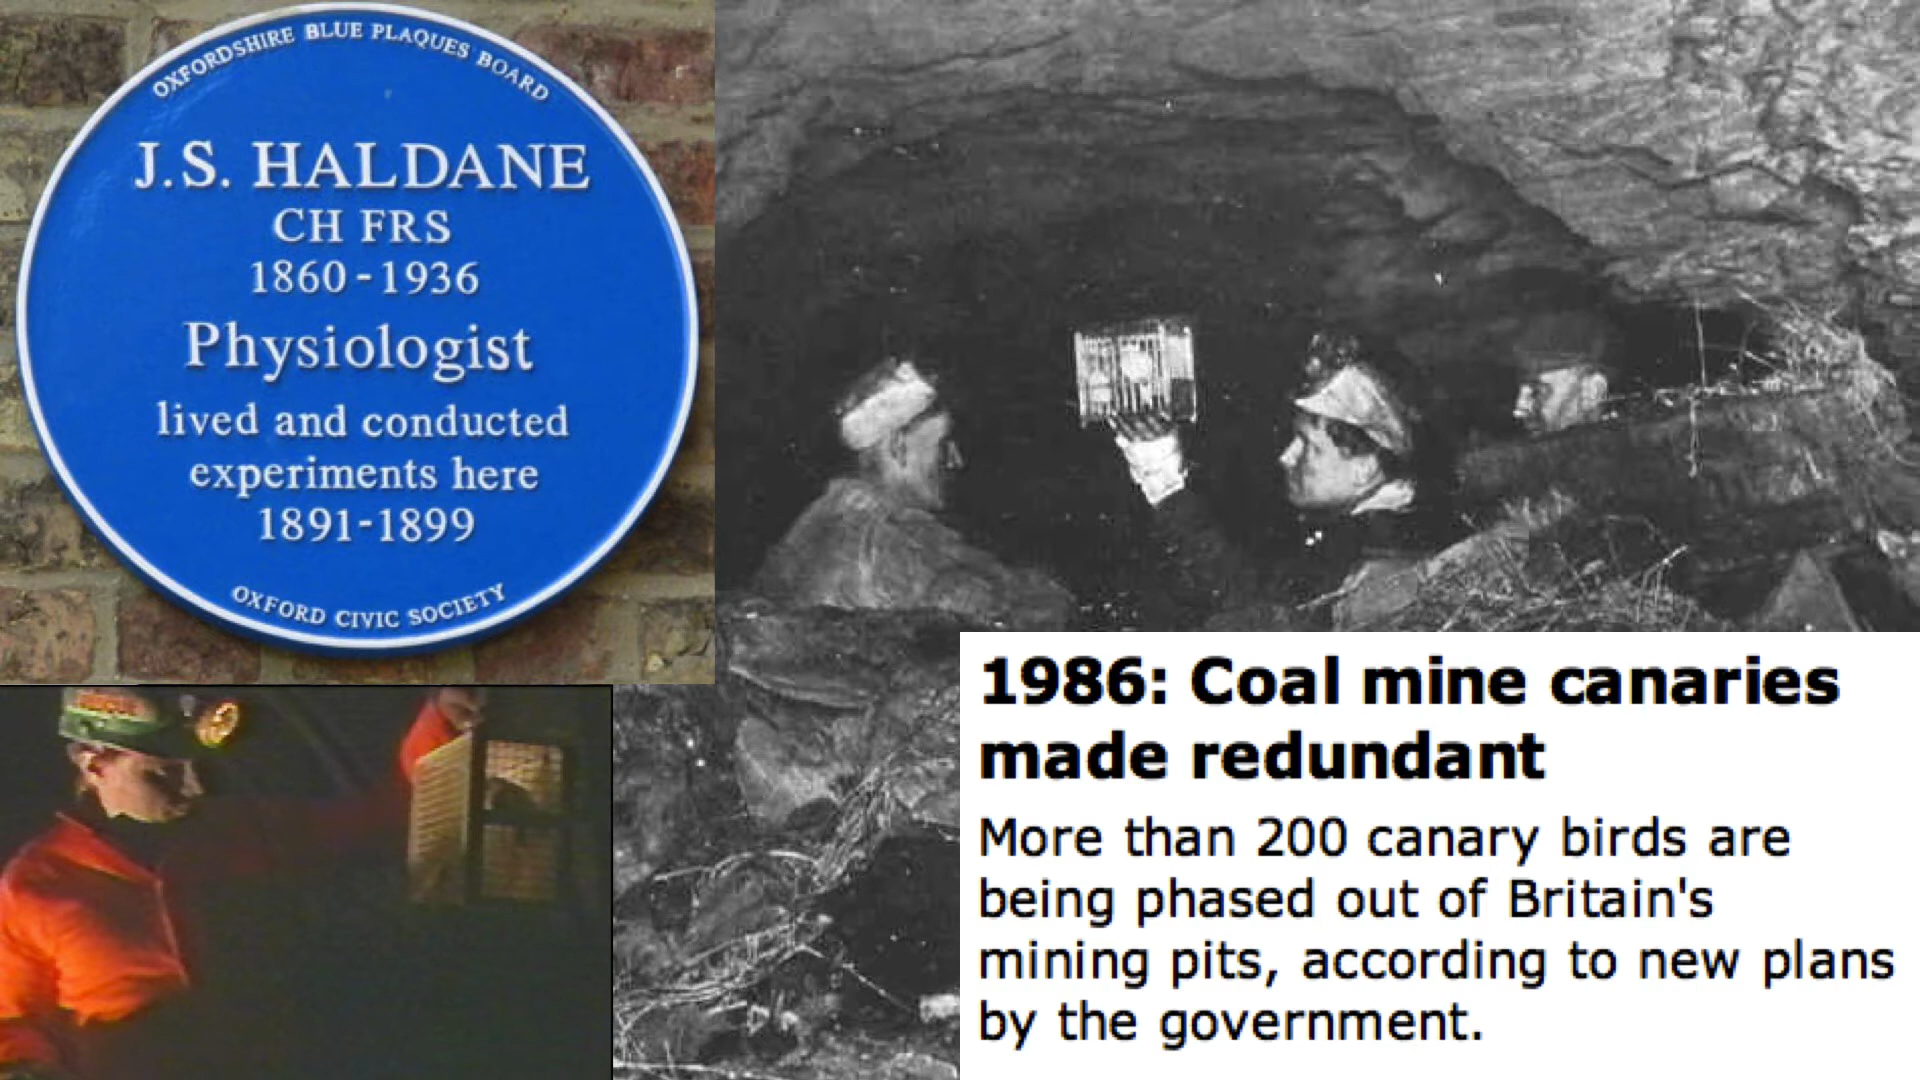 OXFORDSHIRE BLUE PLAQUES BOARD
J.S. HALDANE
CH FRS
1860-1936
Physiologist
lived and conducted
experiments here
1891-1899
OXFORD CIVIC SOCIETY
1986: Coal mine canaries
made redundant
More than 200 canary birds are
being phased out of Britain's
mining pits, according to new plans
by the government.